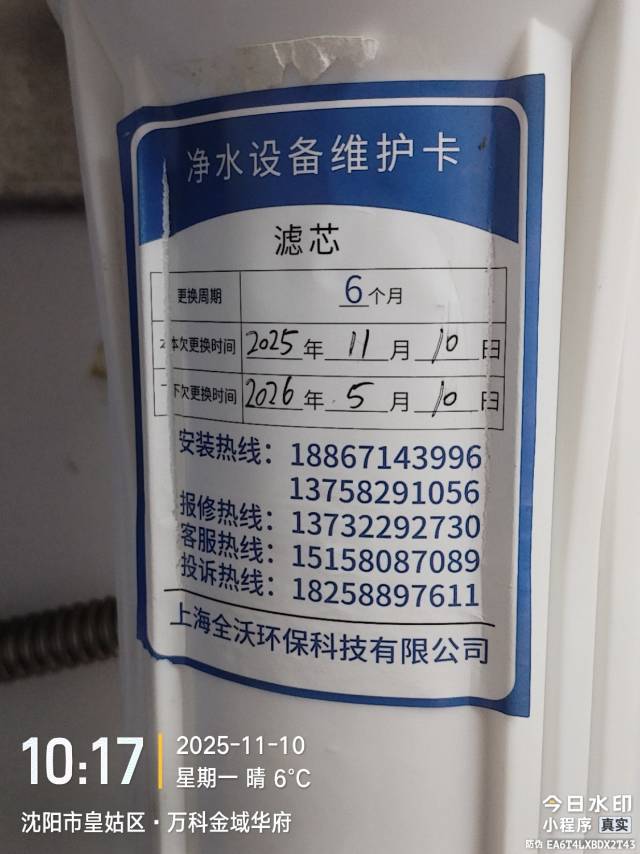 净水设备维护卡
滤芯
更换周期 6个月
本次更换时间 2025年 11月 10日
下次更换时间 2026年 5月 10日
安装热线：18867143996
13758291056
报修热线：13732292730
客服热线：15158087089
投诉热线：18258897611
上海全沃环保科技有限公司
10:17
2025-11-10
星期一 晴 6℃
沈阳市皇姑区·万科金域华府
今日水印
小程序 真实
防伪 EA6T4LXBDX2T43